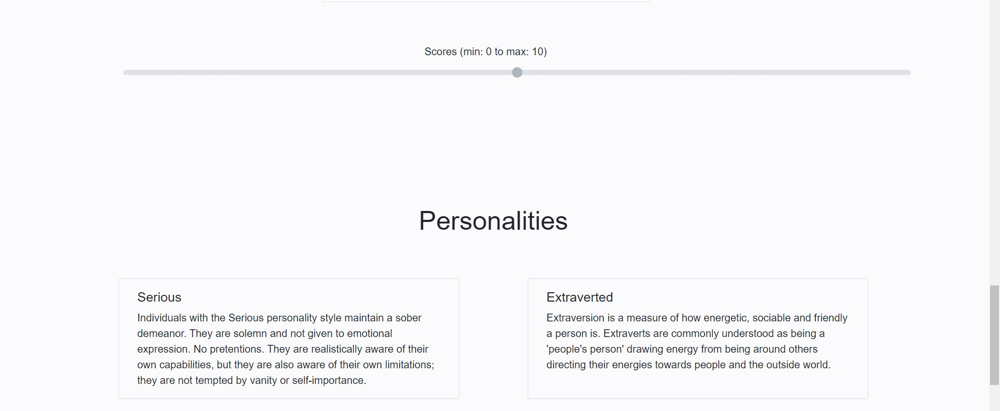 Scores (min: 0 to max: 10)
Personalities
Serious
Individuals with the Serious personality style maintain a sober
demeanor. They are solemn and not given to emotional
expression. No pretentions. They are realistically aware of their
own capabilities, but they are also aware of their own limitations;
they are not tempted by vanity or self-importance.
Extraverted
Extraversion is a measure of how energetic, sociable and friendly
a person is. Extraverts are commonly understood as being a
'people's person' drawing energy from being around others
directing their energies towards people and the outside world.